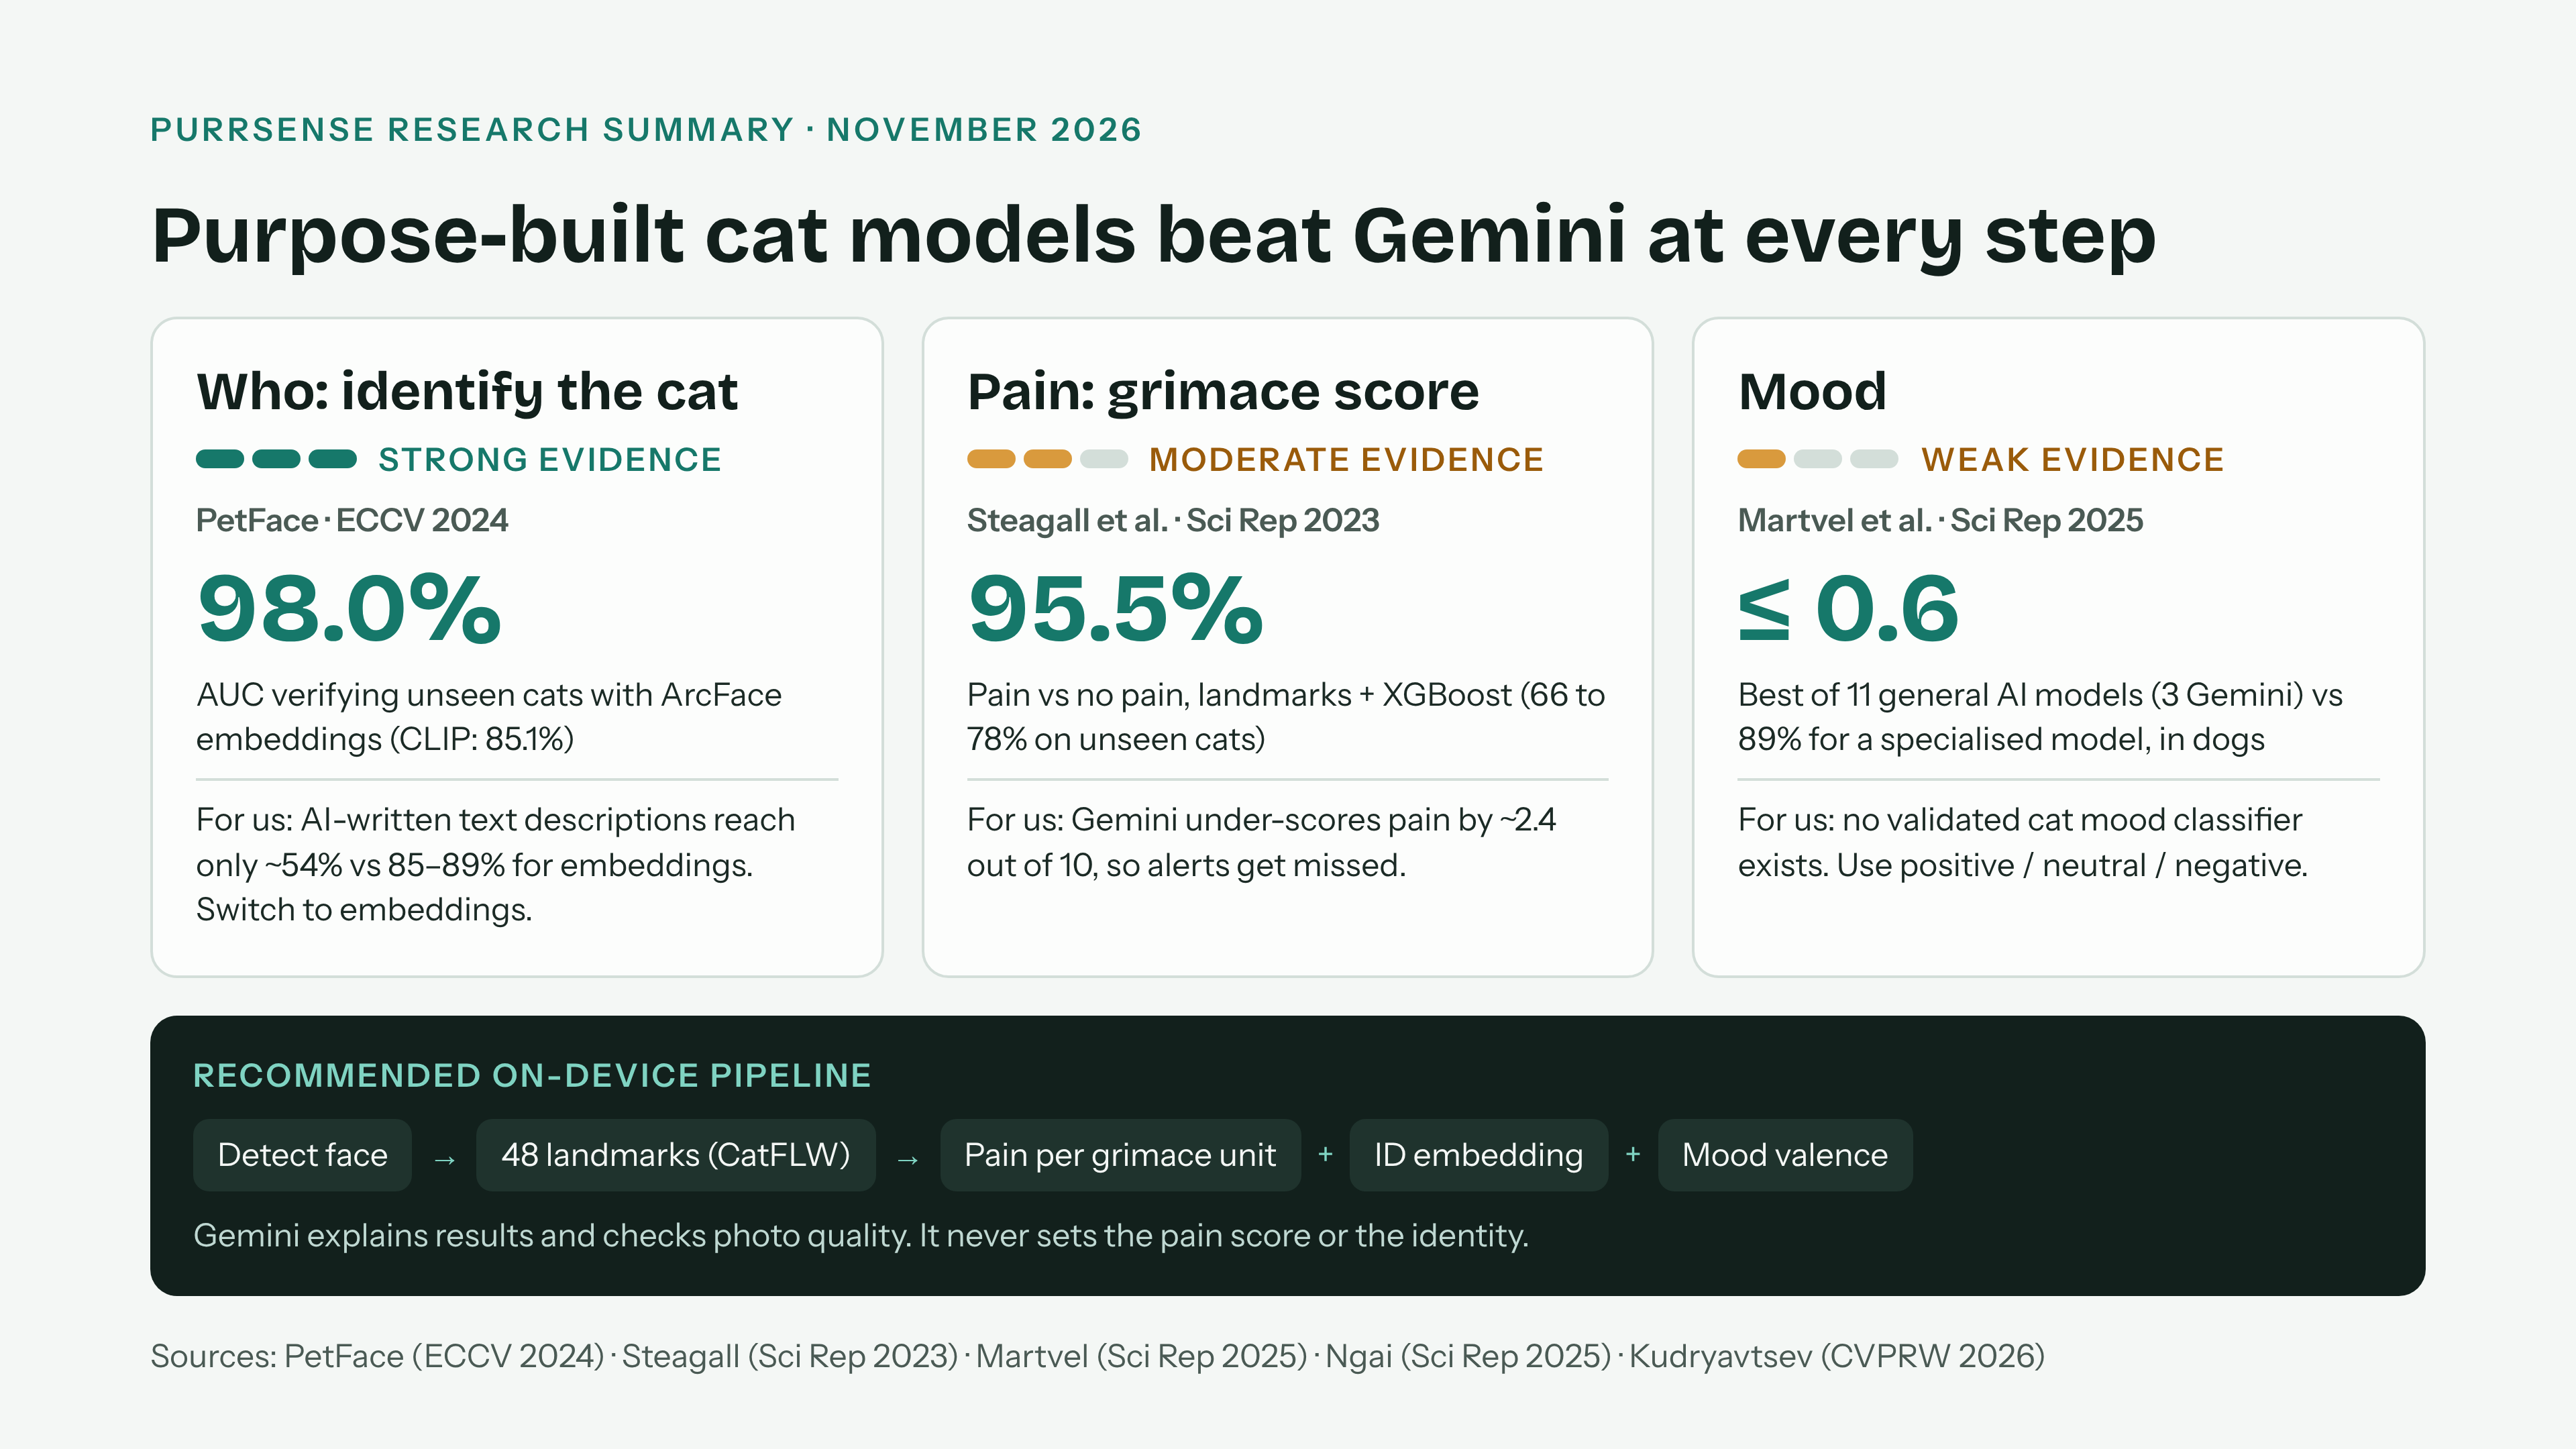 PURRSENSE RESEARCH SUMMARY · NOVEMBER 2026
Purpose-built cat models beat Gemini at every step
Who: identify the cat
STRONG EVIDENCE
PetFace · ECCV 2024
98.0%
AUC verifying unseen cats with ArcFace
embeddings (CLIP: 85.1%)
For us: AI-written text descriptions reach
only ~54% vs 85–89% for embeddings.
Switch to embeddings.
Pain: grimace score
MODERATE EVIDENCE
Steagall et al. · Sci Rep 2023
95.5%
Pain vs no pain, landmarks + XGBoost (66 to
78% on unseen cats)
For us: Gemini under-scores pain by ~2.4
out of 10, so alerts get missed.
Mood
WEAK EVIDENCE
Martvel et al. · Sci Rep 2025
≤ 0.6
Best of 11 general AI models (3 Gemini) vs
89% for a specialised model, in dogs
For us: no validated cat mood classifier
exists. Use positive / neutral / negative.
RECOMMENDED ON-DEVICE PIPELINE
Detect face → 48 landmarks (CatFLW) → Pain per grimace unit + ID embedding + Mood valence
Gemini explains results and checks photo quality. It never sets the pain score or the identity.
Sources: PetFace (ECCV 2024) · Steagall (Sci Rep 2023) · Martvel (Sci Rep 2025) · Ngai (Sci Rep 2025) · Kudryavtsev (CVPRW 2026)